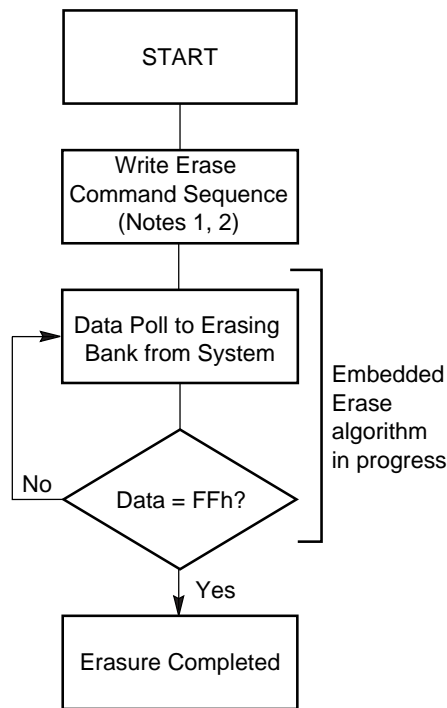 START
Write Erase
Command Sequence
(Notes 1, 2)
Data Poll to Erasing
Bank from System
Embedded
Erase
algorithm
in progress
No
Data = FFh?
Yes
Erasure Completed